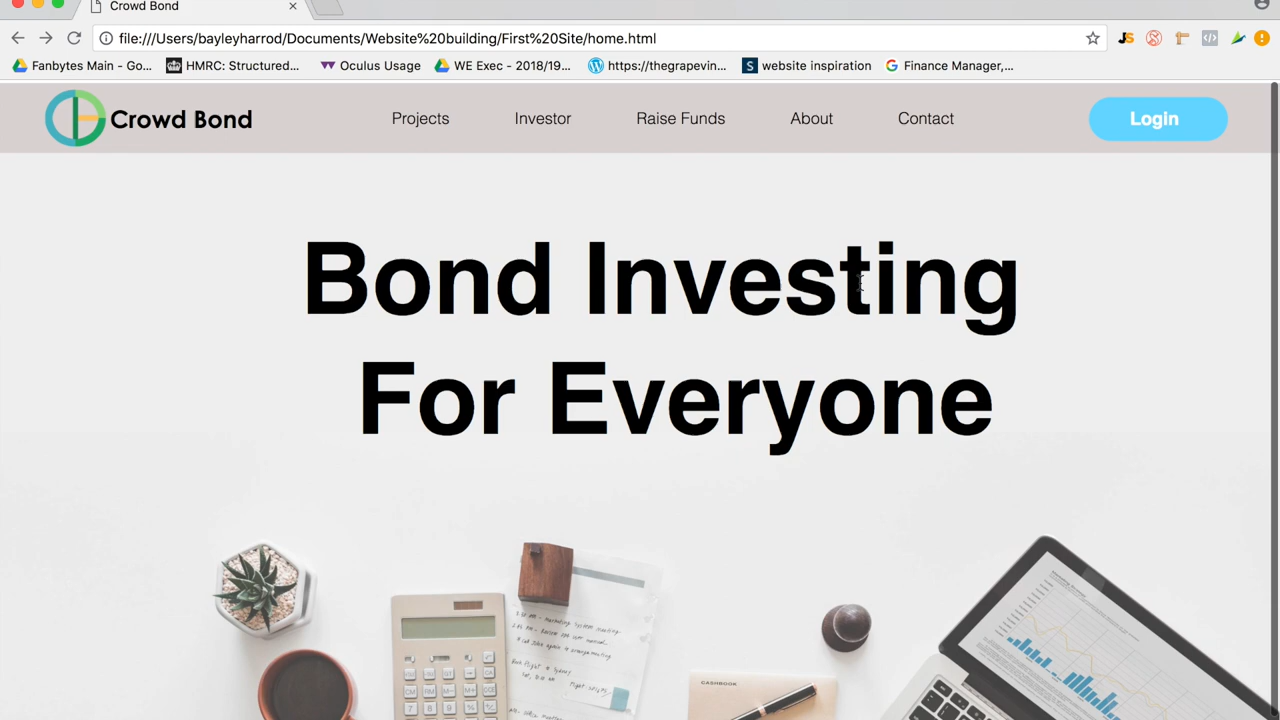 Crowd Bond
file:///Users/bayleyharrod/Documents/Website%20building/First%20Site/home.html
JS
Fanbytes Main - Go... HMRC: Structured... Oculus Usage WE Exec - 2018/19... https://thegrapevin... website inspiration Finance Manager,...
Crowd Bond Projects Investor Raise Funds About Contact Login
Bond Investing
For Everyone
CASHBOOK